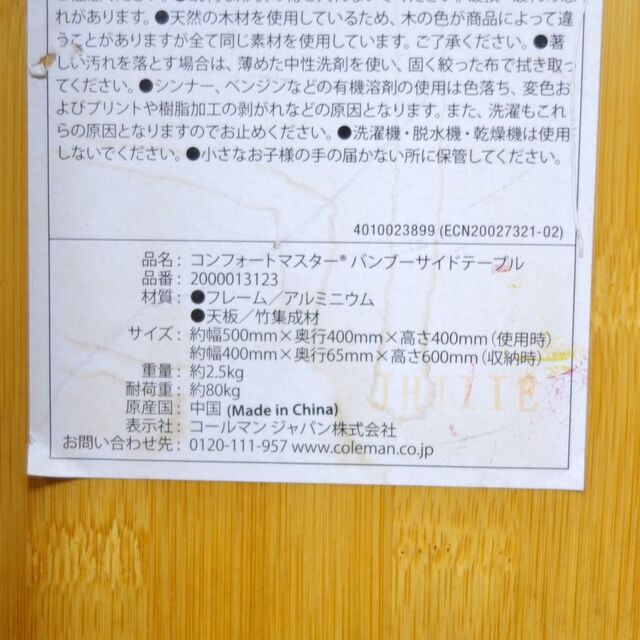 れがあります。●天然の木材を使用しているため、木の色が商品によって違
うことがありますが全て同じ素材を使用しています。ご了承ください。●著
しい汚れを落とす場合は、薄めた中性洗剤を使い、固く絞った布で拭き取っ
てください。●シンナー、ベンジンなどの有機溶剤の使用は色落ち、変色お
よびプリントや樹脂加工の剥がれなどの原因となります。また、洗濯もこれ
らの原因となりますのでお止めください。●洗濯機・脱水機・乾燥機は使用
しないでください。●小さなお子様の手の届かない所に保管してください。
4010023899 (ECN20027321-02)
品名：コンフォートマスター® バンブーサイドテーブル
品番：2000013123
材質：●フレーム／アルミニウム
●天板／竹集成材
サイズ：約幅500mm×奥行400mm×高さ400mm（使用時）
約幅400mm×奥行65mm×高さ600mm（収納時）
重量：約2.5kg
耐荷重：約80kg
原産国：中国 (Made in China)
表示社：コールマン ジャパン株式会社
お問い合わせ先：0120-111-957 www.coleman.co.jp